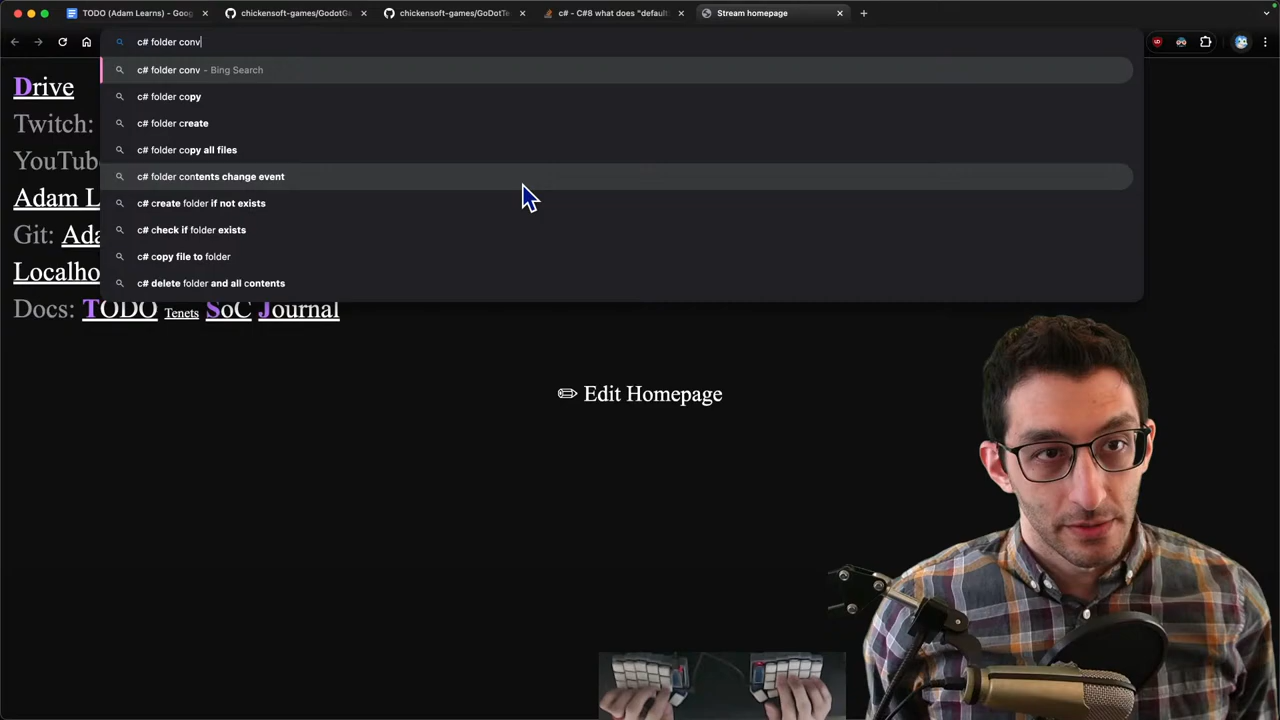 TODO (Adam Learns) - Goog
chickensoft-games/GodotGa
chickensoft-games/GoDotTe
c# - C#8 what does "default
Stream homepage
c# folder conv
c# folder conv - Bing Search
c# folder copy
c# folder create
c# folder copy all files
c# folder contents change event
c# create folder if not exists
c# check if folder exists
c# copy file to folder
c# delete folder and all contents
Drive
Twitch:
YouTub
Adam L
Git: Ada
Localho
Docs: TODO Tenets SoC Journal
✏ Edit Homepage